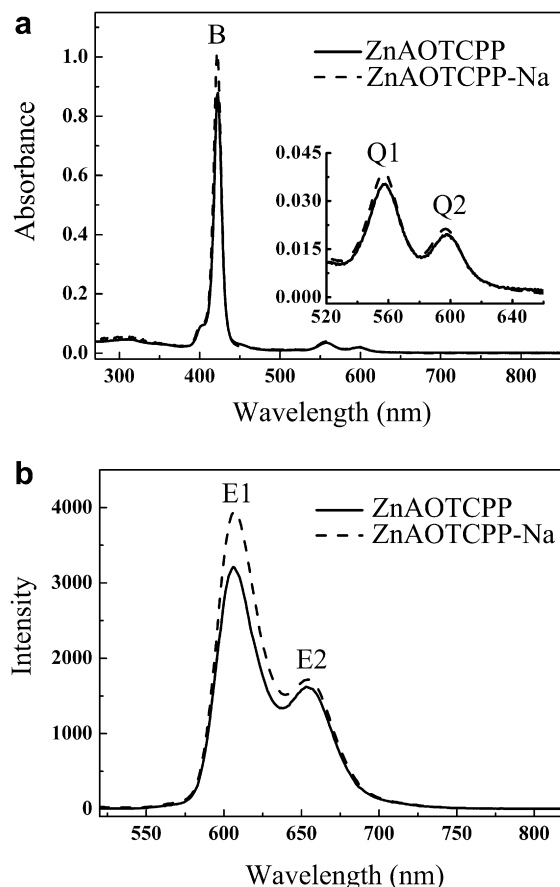 a
B
ZnAOTCPP
ZnAOTCPP-Na
Absorbance
1.0
0.8
0.6
0.4
0.2
0.0
Q1
Q2
0.045
0.030
0.015
0.000
520 560 600 640
300 400 500 600 700 800
Wavelength (nm)
b
E1
ZnAOTCPP
ZnAOTCPP-Na
E2
Intensity
4000
3000
2000
1000
0
550 600 650 700 750 800
Wavelength (nm)